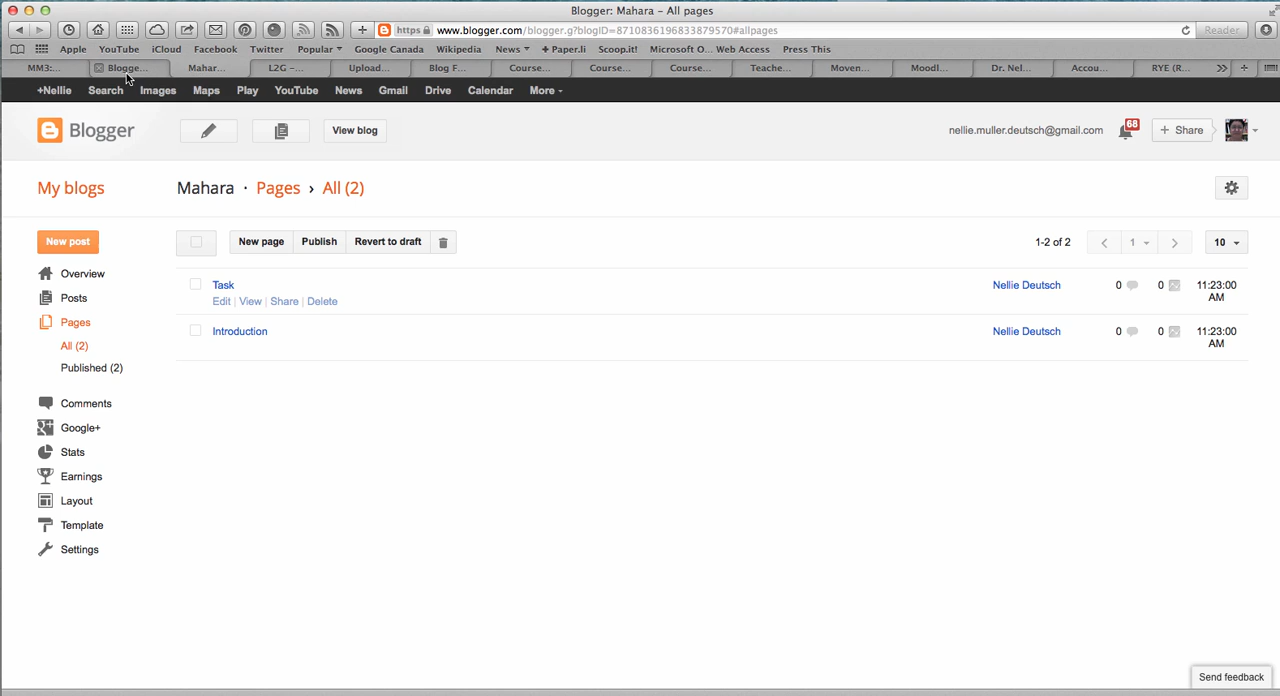 Blogger: Mahara – All pages
https www.blogger.com/blogger.g?blogID=8710836196833879570#allpages Reader
Apple YouTube iCloud Facebook Twitter Popular Google Canada Wikipedia News + Paper.li Scoop.it! Microsoft O... Web Access Press This
MM3:... Blogge... Mahar... L2G –... Upload... Blog F... Course... Course... Course... Teache... Moven... Moodl... Dr. Nel... Accou... RYE (R...
+Nellie Search Images Maps Play YouTube News Gmail Drive Calendar More
Blogger View blog nellie.muller.deutsch@gmail.com 68 + Share
My blogs Mahara · Pages › All (2)
New post New page Publish Revert to draft 1-2 of 2 1 10
Overview
Task Nellie Deutsch 0 0 11:23:00 AM
Edit | View | Share | Delete
Posts
Pages
Introduction Nellie Deutsch 0 0 11:23:00 AM
All (2)
Published (2)
Comments
Google+
Stats
Earnings
Layout
Template
Settings
Send feedback